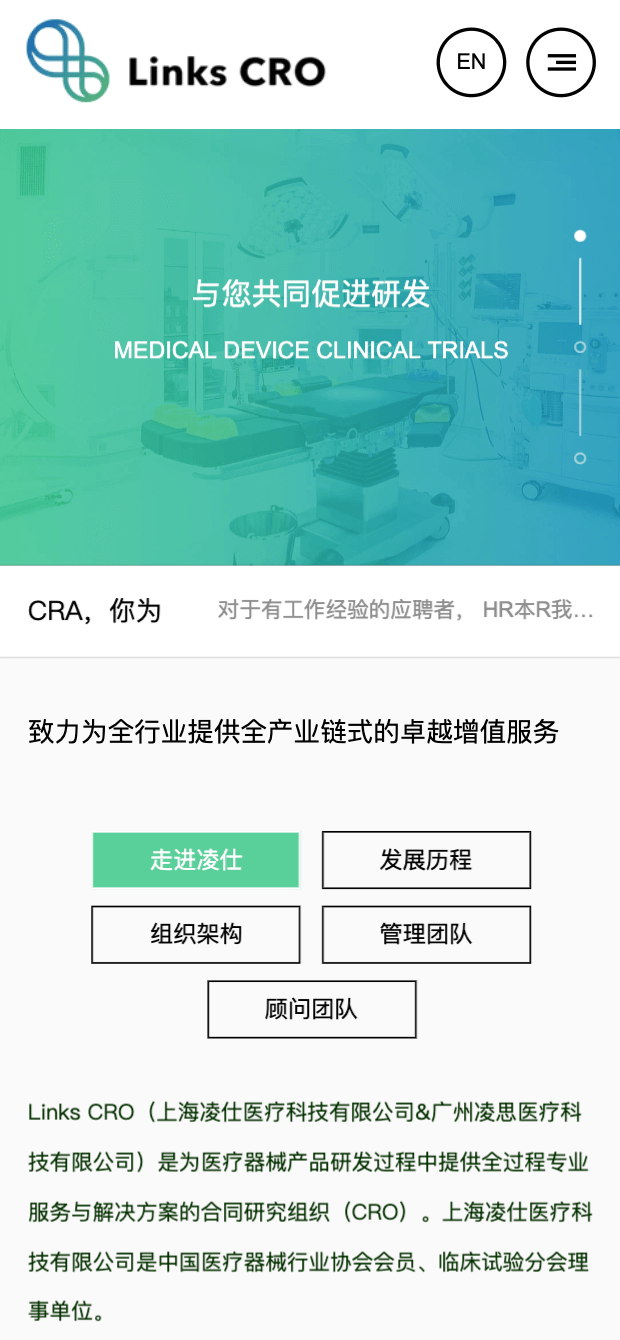 Links CRO
EN
与您共同促进研发
MEDICAL DEVICE CLINICAL TRIALS
CRA，你为
对于有工作经验的应聘者， HR本R我…
致力为全行业提供全产业链式的卓越增值服务
走进凌仕
发展历程
组织架构
管理团队
顾问团队
Links CRO（上海凌仕医疗科技有限公司&广州凌思医疗科
技有限公司）是为医疗器械产品研发过程中提供全过程专业
服务与解决方案的合同研究组织（CRO）。上海凌仕医疗科
技有限公司是中国医疗器械行业协会会员、临床试验分会理
事单位。